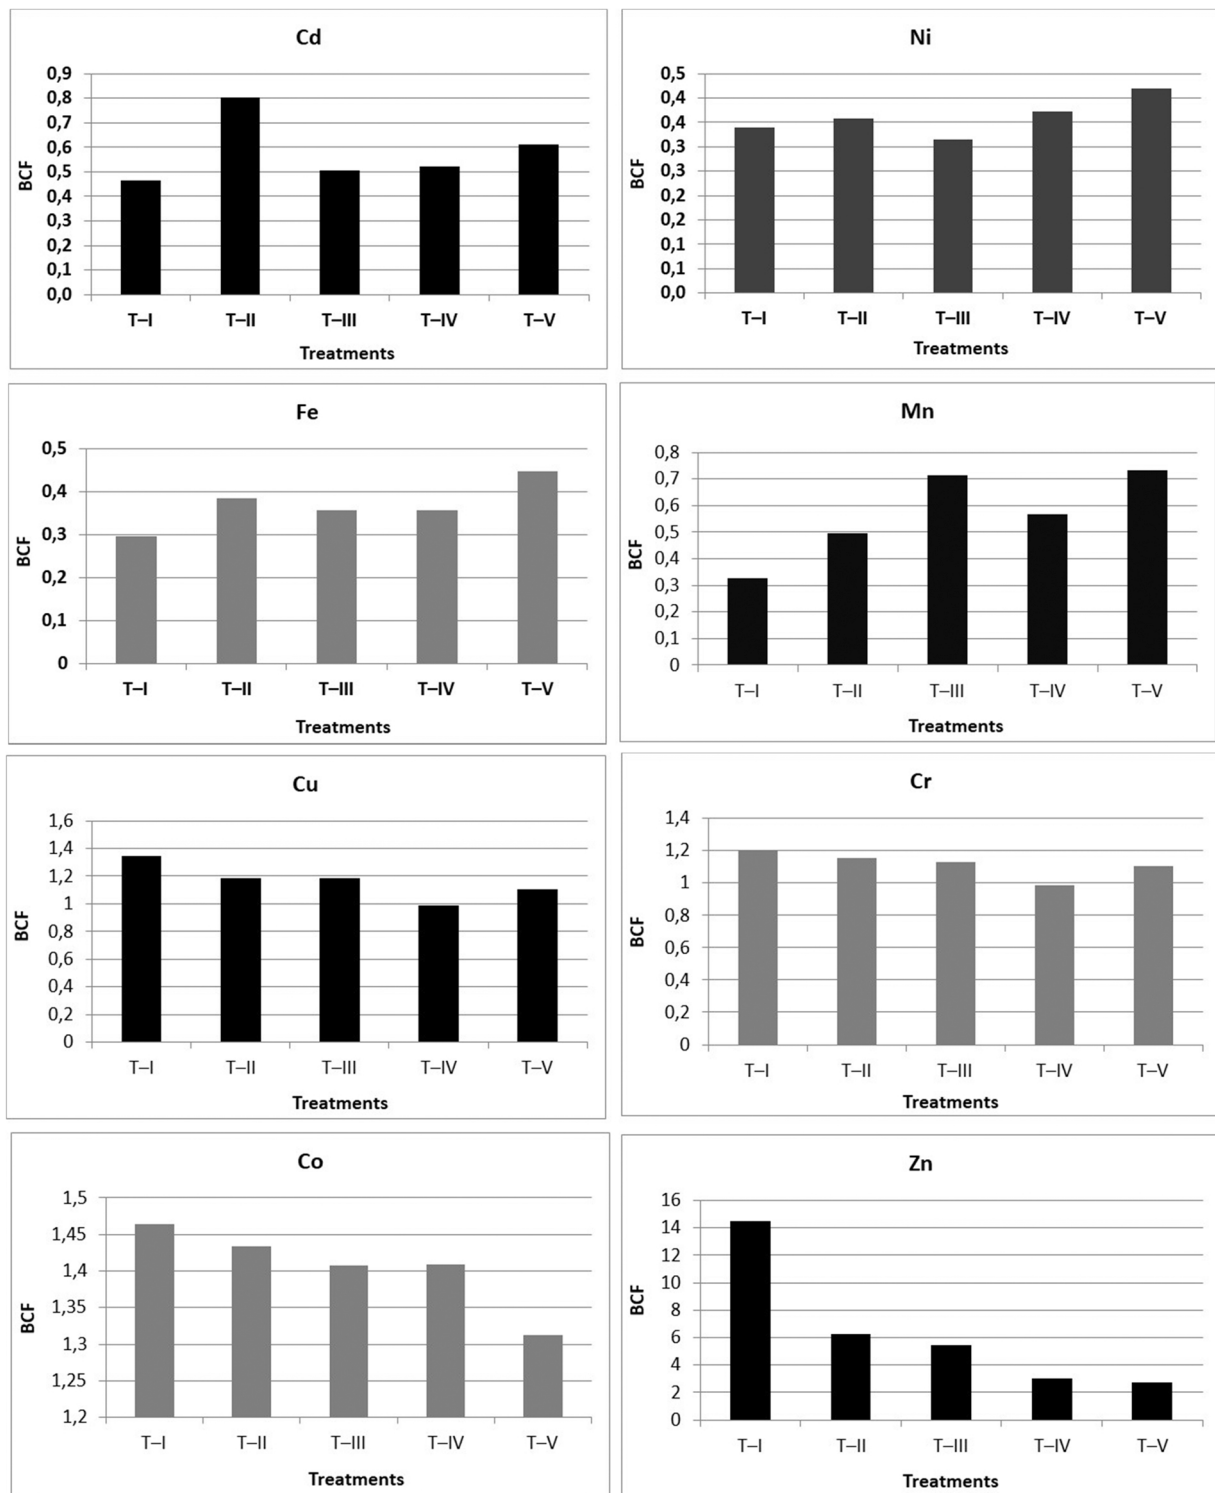 Cd
0,9
0,8
0,7
0,6
0,5
0,4
0,3
0,2
0,1
0,0
BCF
T–I T–II T–III T–IV T–V
Treatments
Ni
0,5
0,4
0,4
0,3
0,3
0,2
0,2
0,1
0,1
0,0
BCF
T–I T–II T–III T–IV T–V
Treatments
Fe
0,5
0,4
0,3
0,2
0,1
0
BCF
T–I T–II T–III T–IV T–V
Treatments
Mn
0,8
0,7
0,6
0,5
0,4
0,3
0,2
0,1
0
BCF
T–I T–II T–III T–IV T–V
Treatments
Cu
1,6
1,4
1,2
1
0,8
0,6
0,4
0,2
0
BCF
T–I T–II T–III T–IV T–V
Treatments
Cr
1,4
1,2
1
0,8
0,6
0,4
0,2
0
BCF
T–I T–II T–III T–IV T–V
Treatments
Co
1,5
1,45
1,4
1,35
1,3
1,25
1,2
BCF
T–I T–II T–III T–IV T–V
Treatments
Zn
16
14
12
10
8
6
4
2
0
BCF
T–I T–II T–III T–IV T–V
Treatments